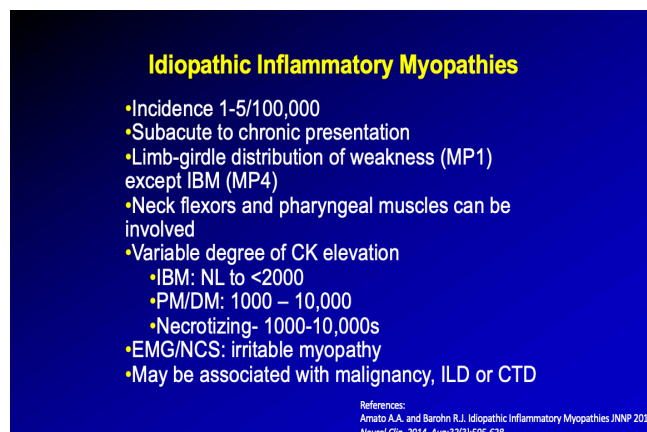 Idiopathic Inflammatory Myopathies
•Incidence 1-5/100,000
•Subacute to chronic presentation
•Limb-girdle distribution of weakness (MP1)
except IBM (MP4)
•Neck flexors and pharyngeal muscles can be
involved
•Variable degree of CK elevation
•IBM: NL to <2000
•PM/DM: 1000 – 10,000
•Necrotizing- 1000-10,000s
•EMG/NCS: irritable myopathy
•May be associated with malignancy, ILD or CTD
References:
Amato A.A. and Barohn R.J. Idiopathic Inflammatory Myopathies JNNP 201